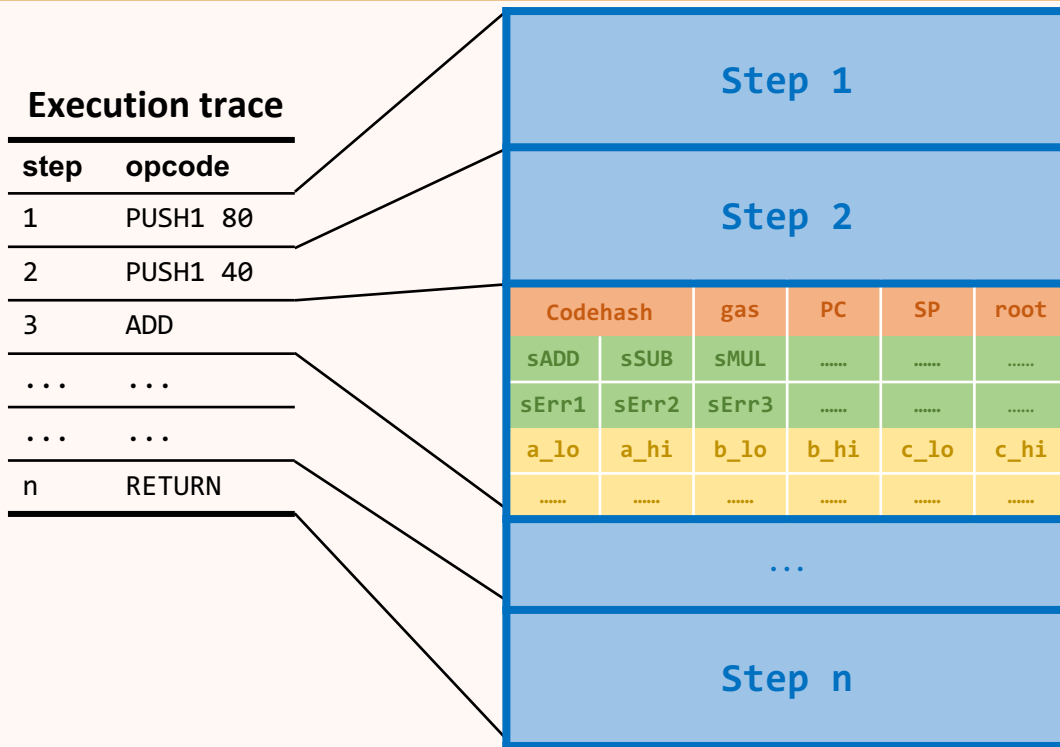 Execution trace
step opcode
1 PUSH1 80
2 PUSH1 40
3 ADD
... ...
... ...
n RETURN
Step 1
Step 2
Codehash gas PC SP root
sADD sSUB sMUL …… …… ……
sErr1 sErr2 sErr3 …… …… ……
a_lo a_hi b_lo b_hi c_lo c_hi
…… …… …… …… …… ……
...
Step n